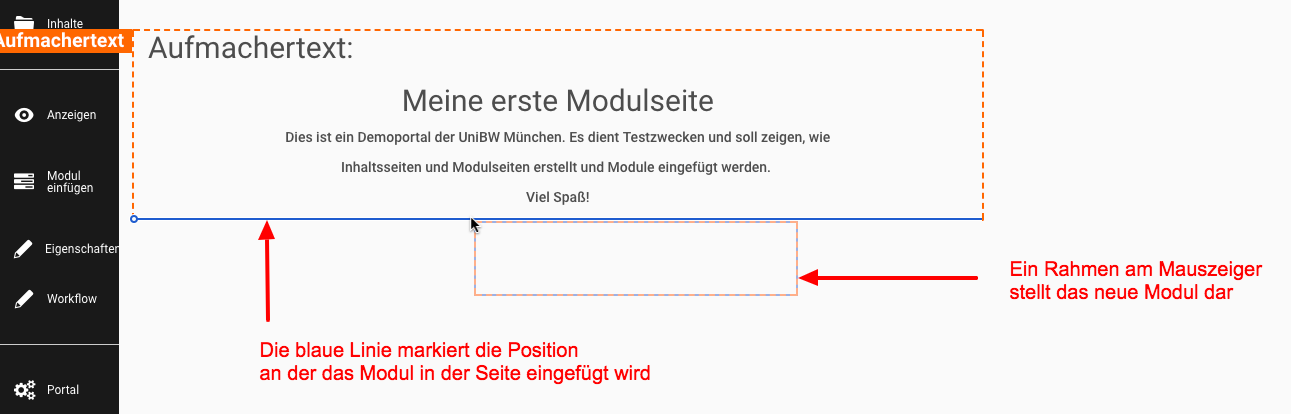 Inhalte
Aufmachertext
Anzeigen
Modul
einfügen
Eigenschaften
Workflow
Portal
Aufmachertext:
Meine erste Modulseite
Dies ist ein Demoportal der UniBW München. Es dient Testzwecken und soll zeigen, wie
Inhaltsseiten und Modulseiten erstellt und Module eingefügt werden.
Viel Spaß!
Ein Rahmen am Mauszeiger
stellt das neue Modul dar
Die blaue Linie markiert die Position
an der das Modul in der Seite eingefügt wird